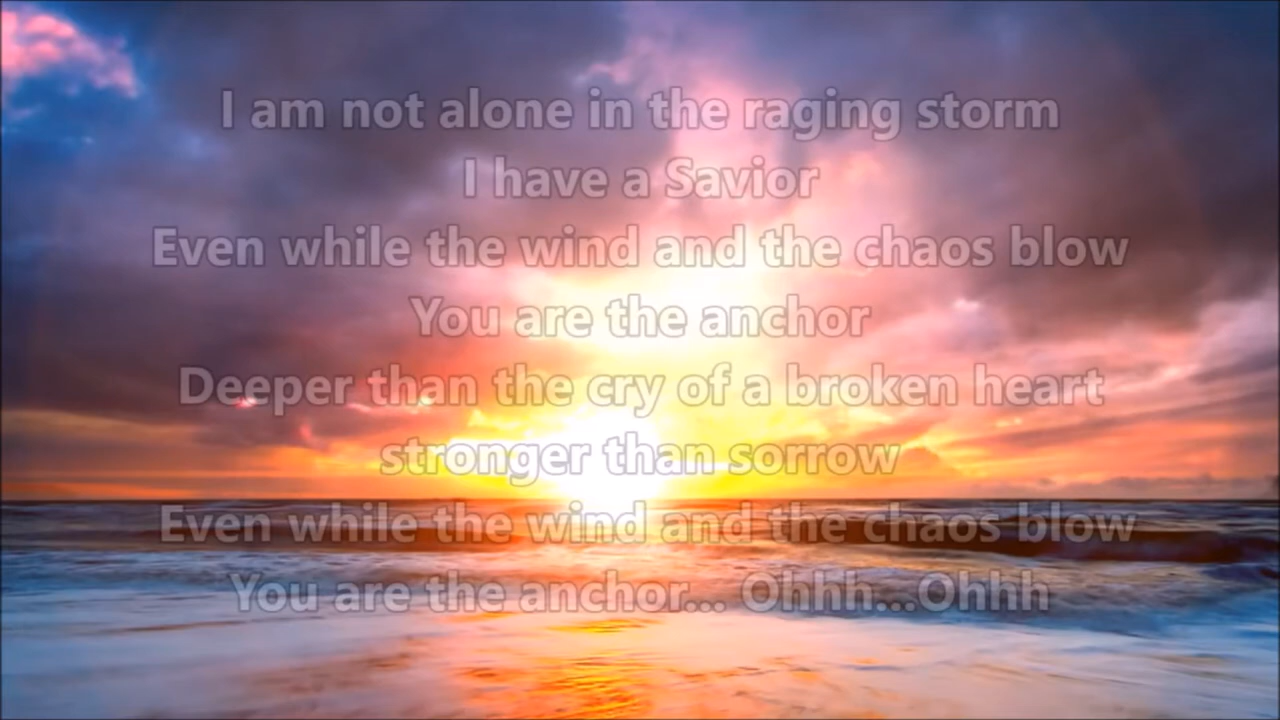 I am not alone in the raging storm
I have a Savior
Even while the wind and the chaos blow
You are the anchor
Deeper than the cry of a broken heart
stronger than sorrow
Even while the wind and the chaos blow
You are the anchor... Ohhh...Ohhh